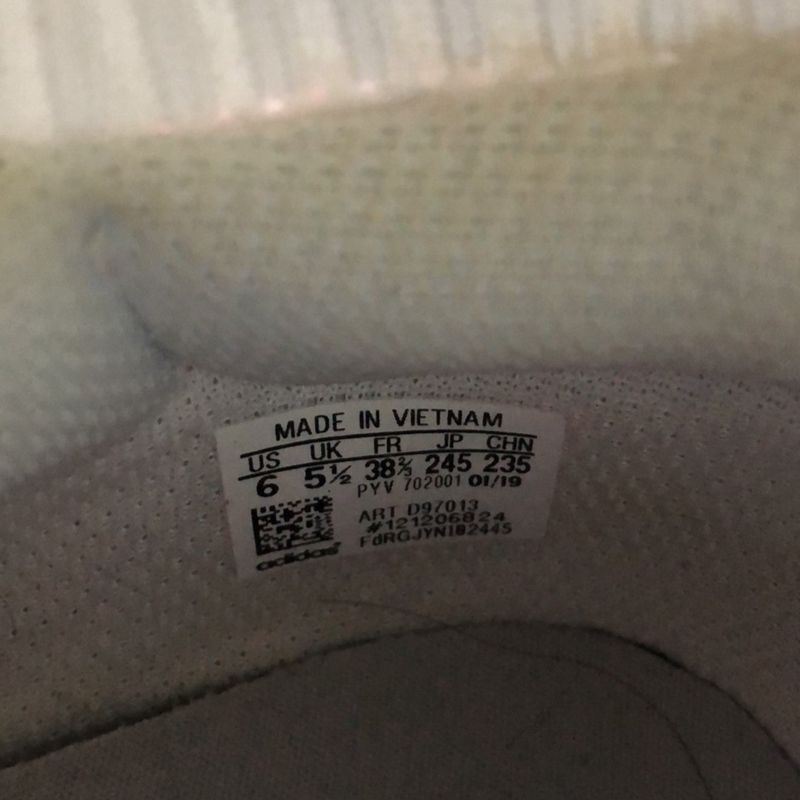 MADE IN VIETNAM
US UK FR JP CHN
6 5½ 38⅔ 245 235
PYV 702001 01/19
ART D97013
#121206824
FdRGJYNI82445
adidas